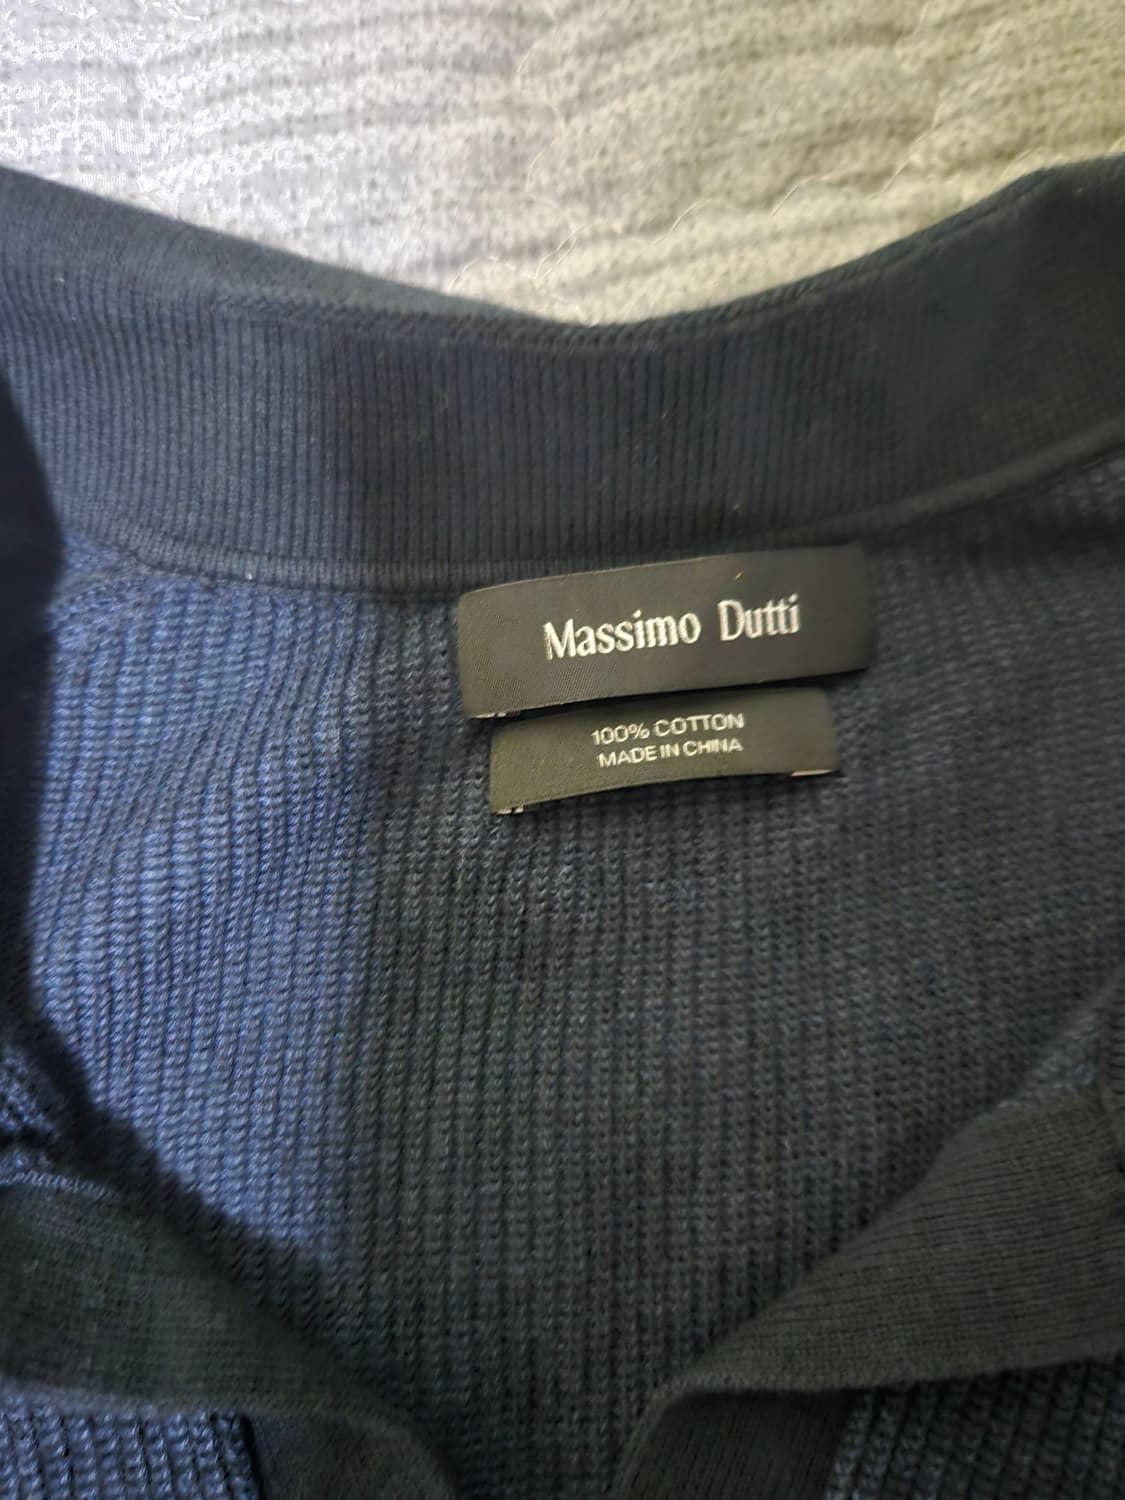 Massimo Dutti
100% COTTON
MADE IN CHINA